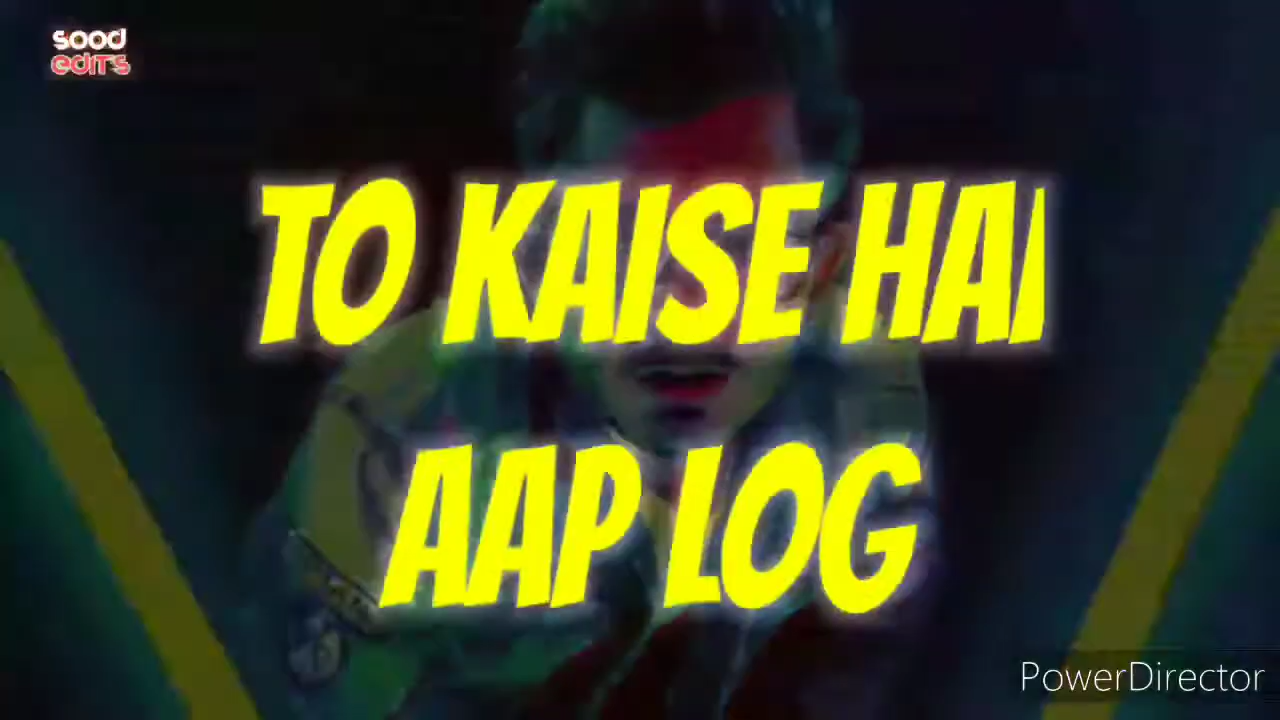 SOOD
EDITS
TO KAISE HAI
AAP LOG
PowerDirector